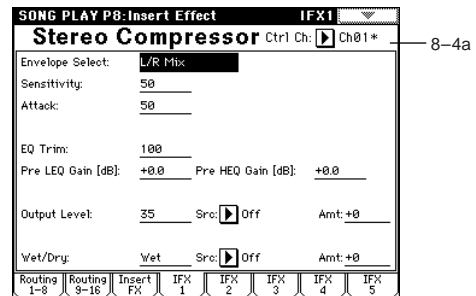 SONG PLAY P8:Insert Effect IFX1
Stereo Compressor Ctrl Ch: Ch01*
8–4a
Envelope Select: L/R Mix
Sensitivity: 50
Attack: 50
EQ Trim: 100
Pre LEQ Gain [dB]: +0.0 Pre HEQ Gain [dB]: +0.0
Output Level: 35 Src: Off Amt: +0
Wet/Dry: Wet Src: Off Amt: +0
Routing 1-8 Routing 9-16 Insert FX IFX 1 IFX 2 IFX 3 IFX 4 IFX 5